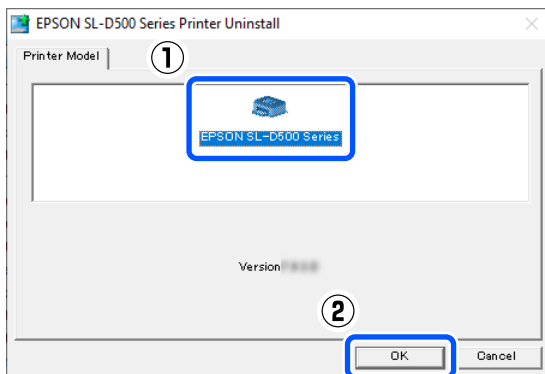 EPSON SL-D500 Series Printer Uninstall
Printer Model
①
EPSON SL-D500 Series
Version
②
OK Cancel